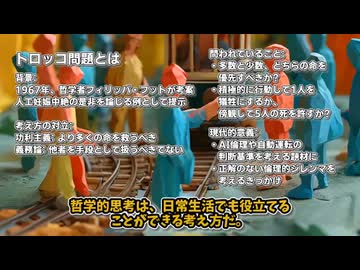 トロッコ問題とは
背景:
1967年、哲学者フィリッパ・フットが考案
人工妊娠中絶の是非を論じる例として提示
考え方の対立:
功利主義: より多くの命を救うべき
義務論: 他者を手段として扱うべきでない
問われていること:
・多数と少数、どちらの命を
優先すべきか?
・積極的に行動して1人を
犠牲にするか、
傍観して5人の死を許すか?
現代的意義:
・AI倫理や自動運転の
判断基準を考える題材に
・正解のない倫理的ジレンマを
考えるきっかけ
哲学的思考は、日常生活でも役立てる
ことができる考え方だ。